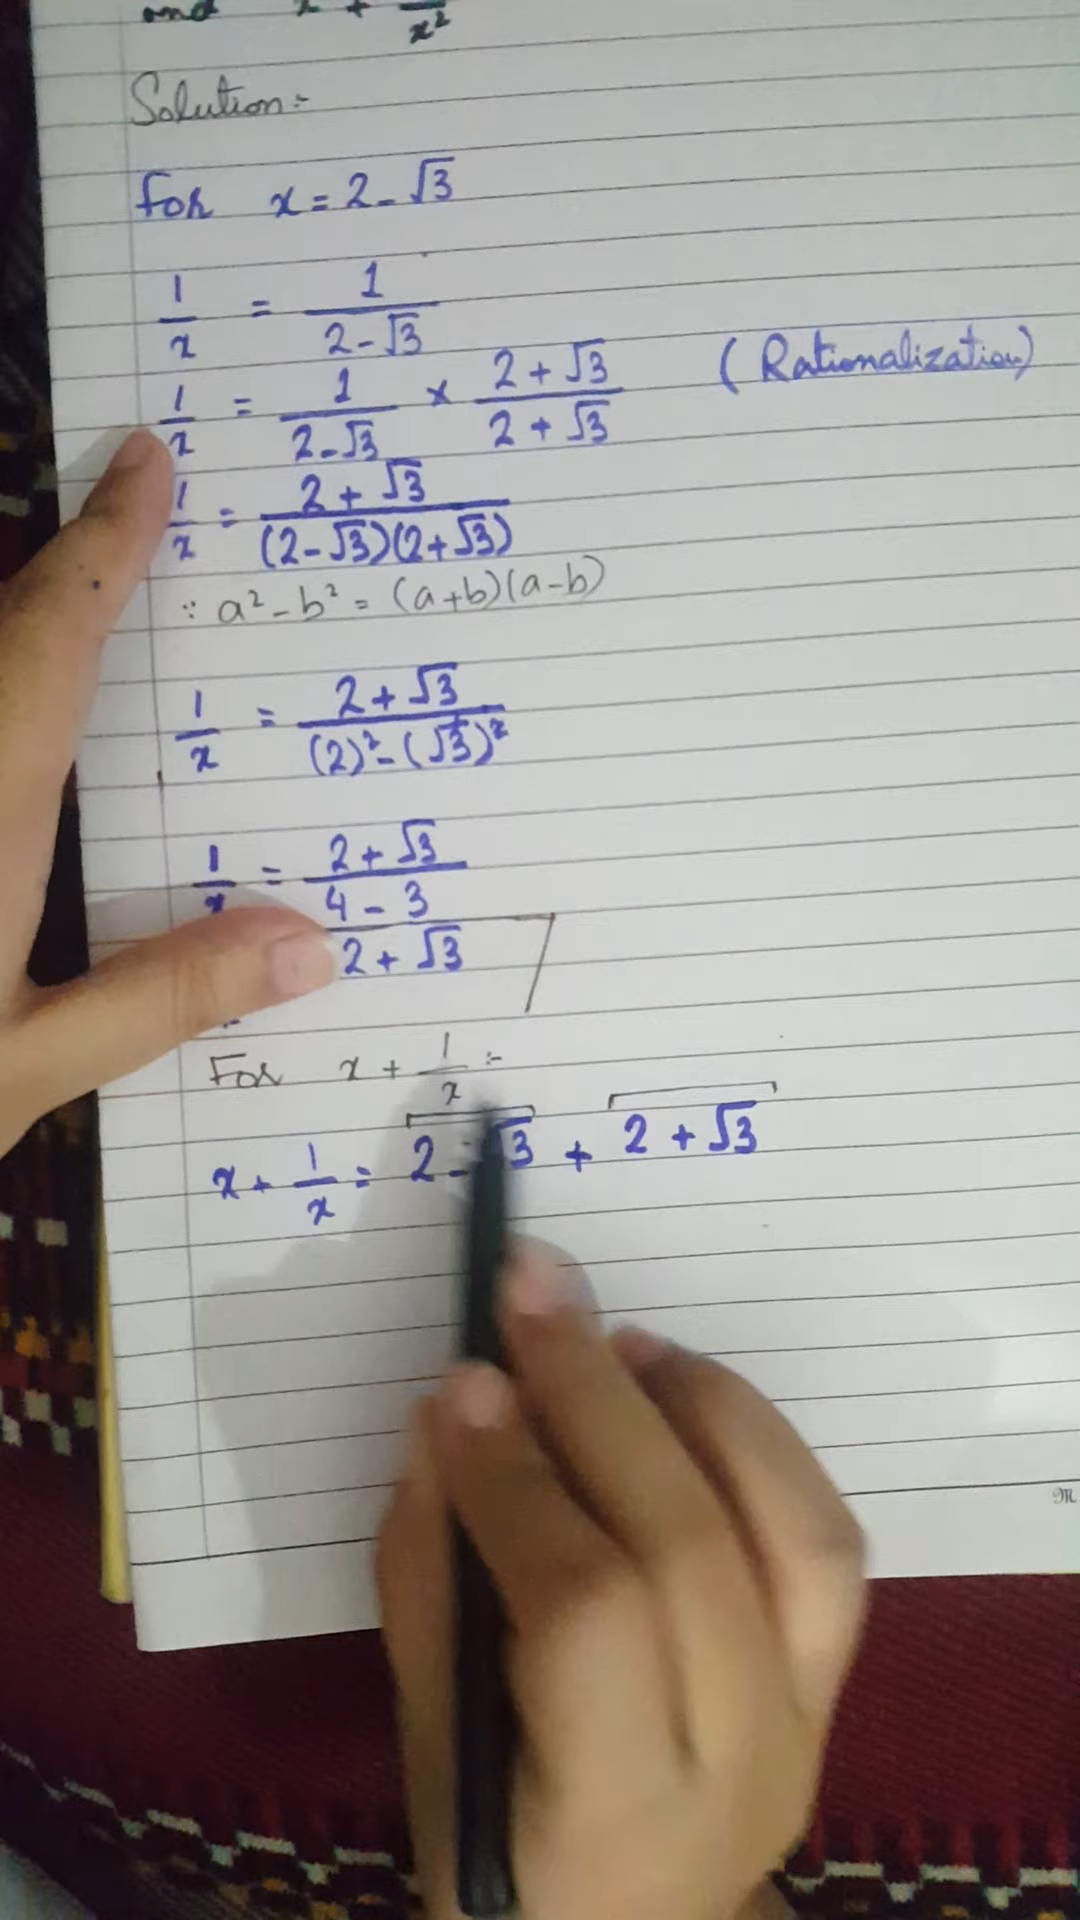 and x +
x²
Solution:-
For x = 2 - √3
1/x = 1/(2 - √3)
1/x = 1/(2 - √3) × (2 + √3)/(2 + √3) (Rationalization)
1/x = (2 + √3)/((2 - √3)(2 + √3))
∵ a² - b² = (a+b)(a-b)
1/x = (2 + √3)/((2)² - (√3)²)
1/x = (2 + √3)/(4 - 3)
2 + √3
For x + 1/x :-
x + 1/x = 2 - √3 + 2 + √3